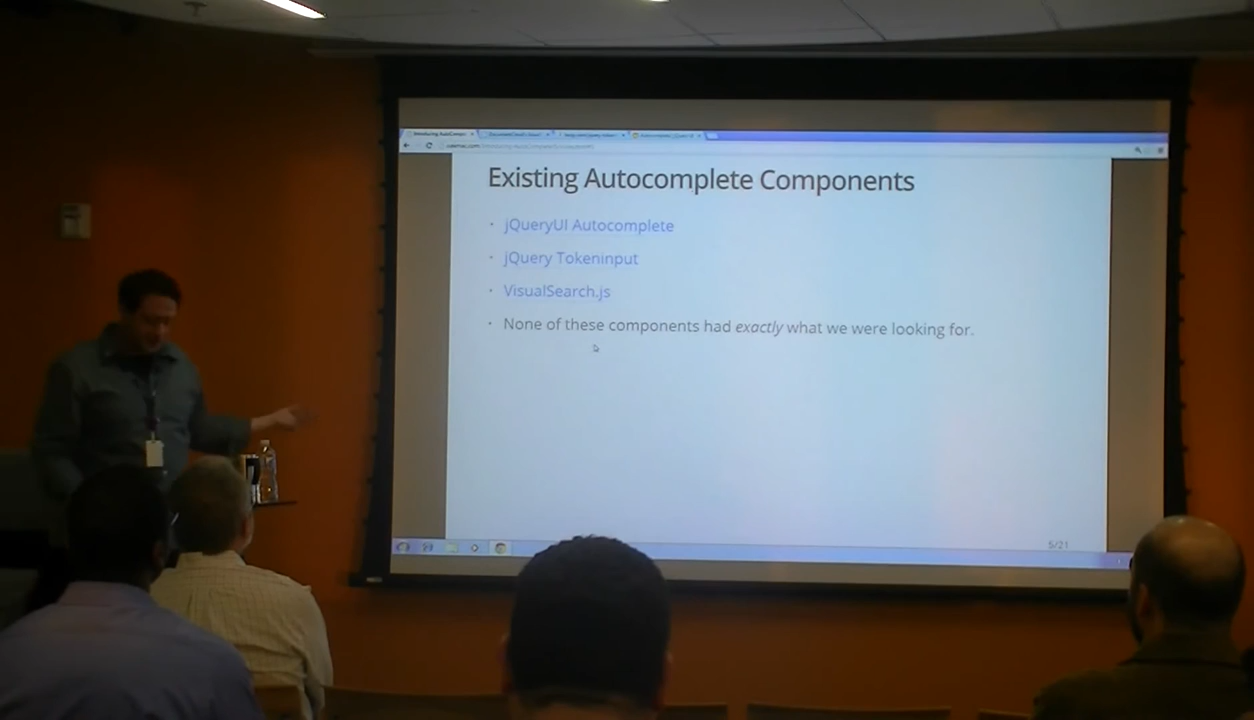 Existing Autocomplete Components
jQueryUI Autocomplete
jQuery Tokeninput
VisualSearch.js
None of these components had exactly what we were looking for.
5/21